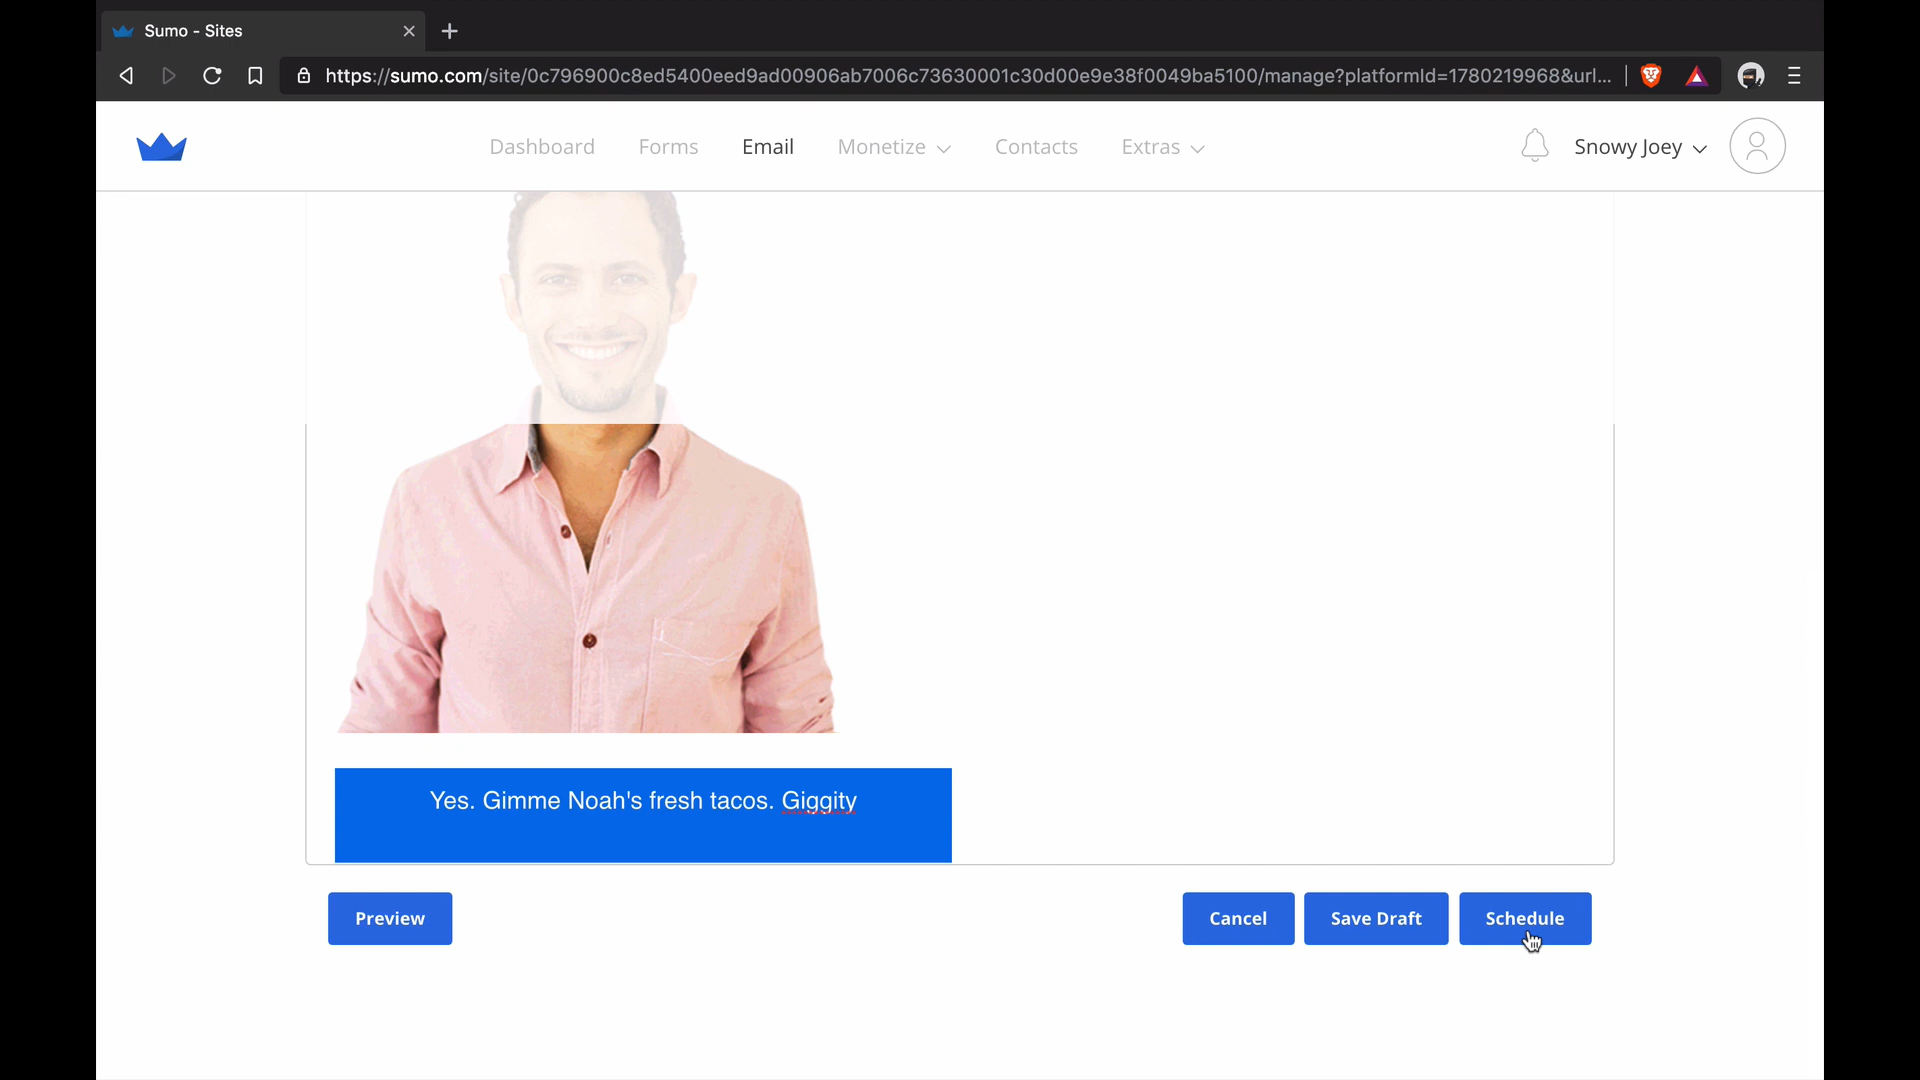 Sumo - Sites
https://sumo.com/site/0c796900c8ed5400eed9ad00906ab7006c73630001c30d00e9e38f0049ba5100/manage?platformId=1780219968&url...
Dashboard
Forms
Email
Monetize
Contacts
Extras
Snowy Joey
Yes. Gimme Noah's fresh tacos. Giggity
Preview
Cancel
Save Draft
Schedule